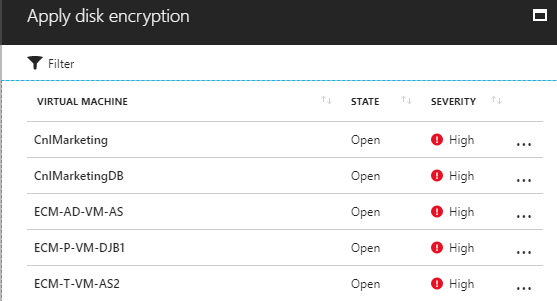 Apply disk encryption
Filter
VIRTUAL MACHINE STATE SEVERITY
CnlMarketing Open High ...
CnlMarketingDB Open High ...
ECM-AD-VM-AS Open High ...
ECM-P-VM-DJB1 Open High ...
ECM-T-VM-AS2 Open High ...